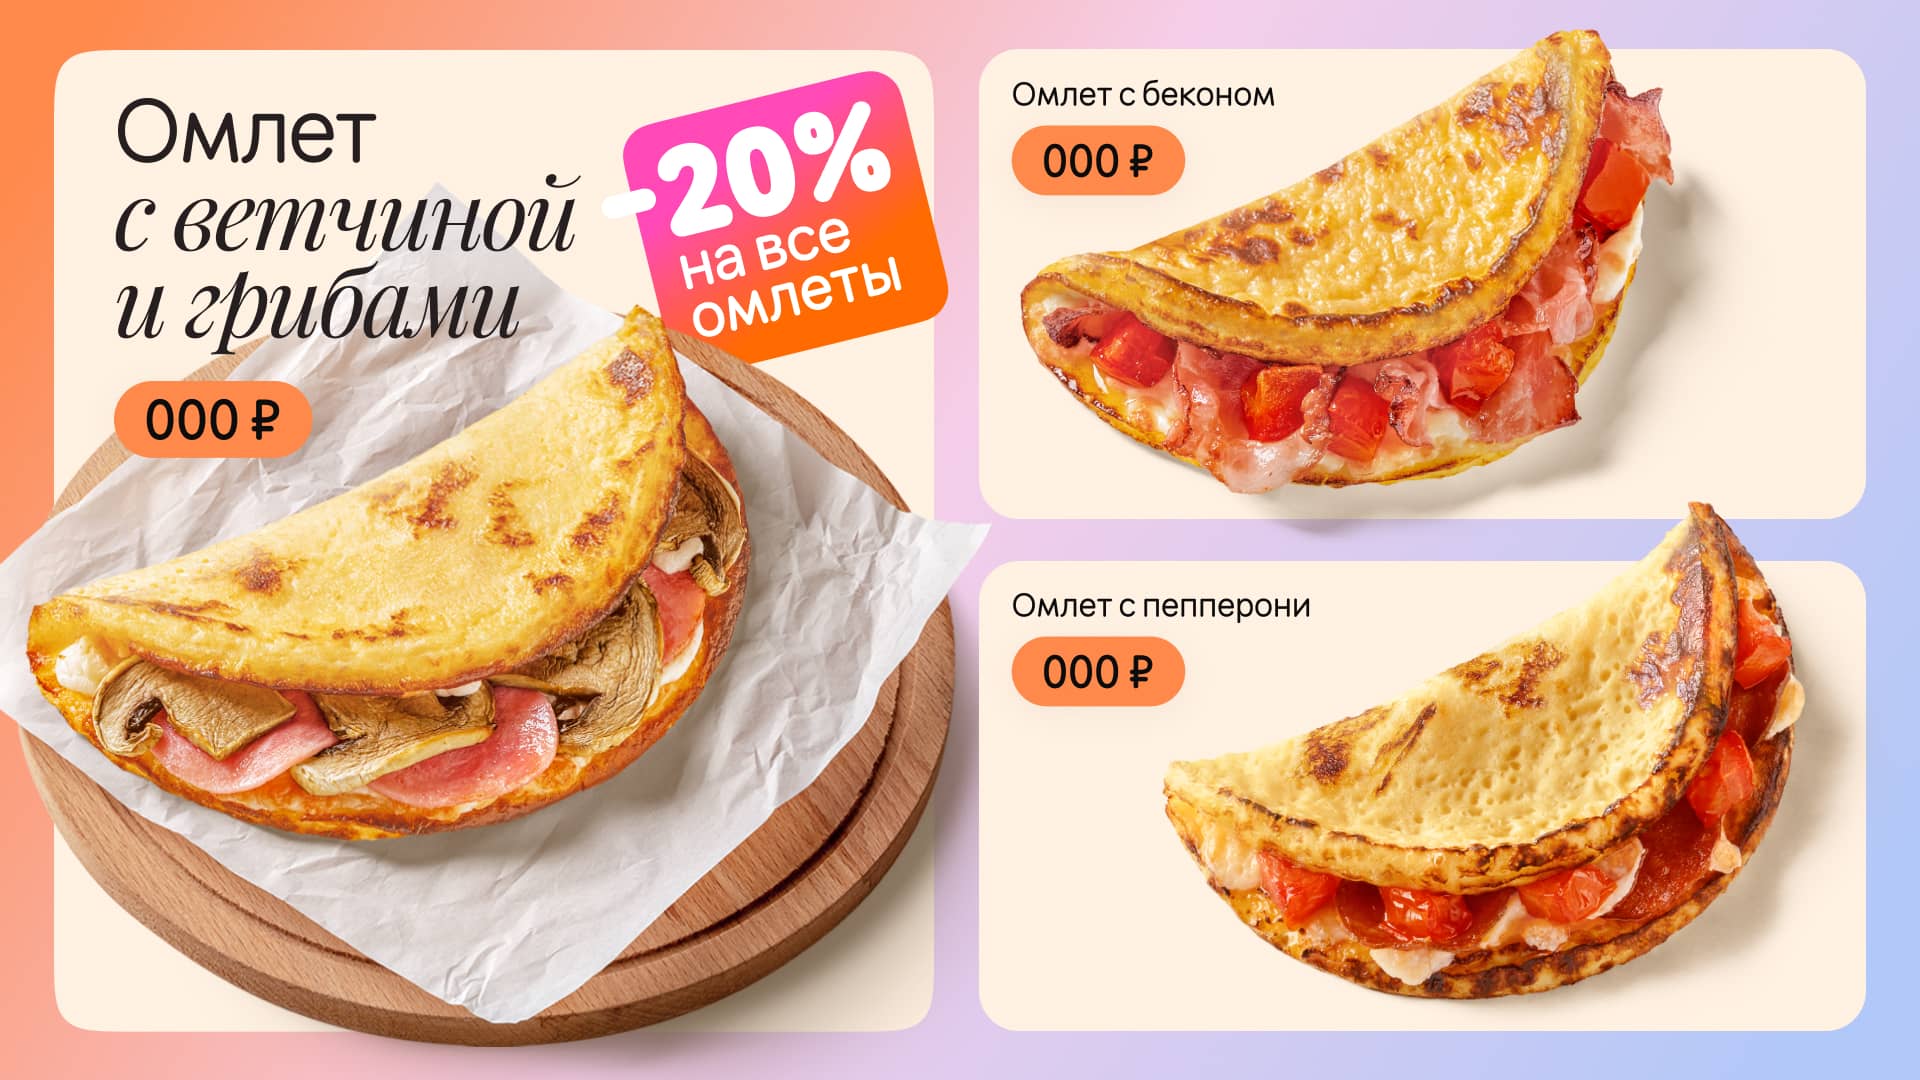 Омлет
с ветчиной
и грибами
000 ₽
-20%
на все
омлеты
Омлет с беконом
000 ₽
Омлет с пепперони
000 ₽